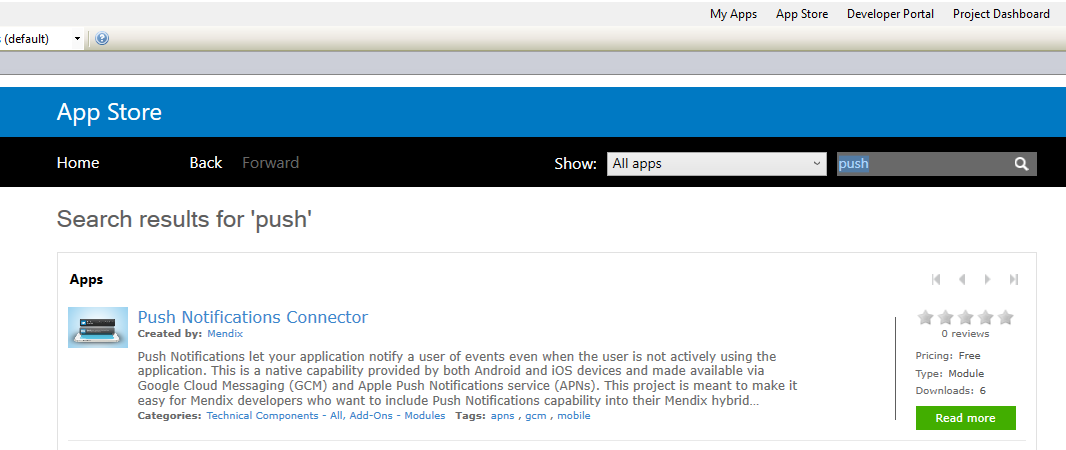 My Apps App Store Developer Portal Project Dashboard
(default)
App Store
Home Back Forward Show: All apps push
Search results for 'push'
Apps
Push Notifications Connector
Created by: Mendix
0 reviews
Push Notifications let your application notify a user of events even when the user is not actively using the
application. This is a native capability provided by both Android and iOS devices and made available via
Google Cloud Messaging (GCM) and Apple Push Notifications service (APNs). This project is meant to make it
easy for Mendix developers who want to include Push Notifications capability into their Mendix hybrid...
Categories: Technical Components - All, Add-Ons - Modules Tags: apns , gcm , mobile
Pricing: Free
Type: Module
Downloads: 6
Read more